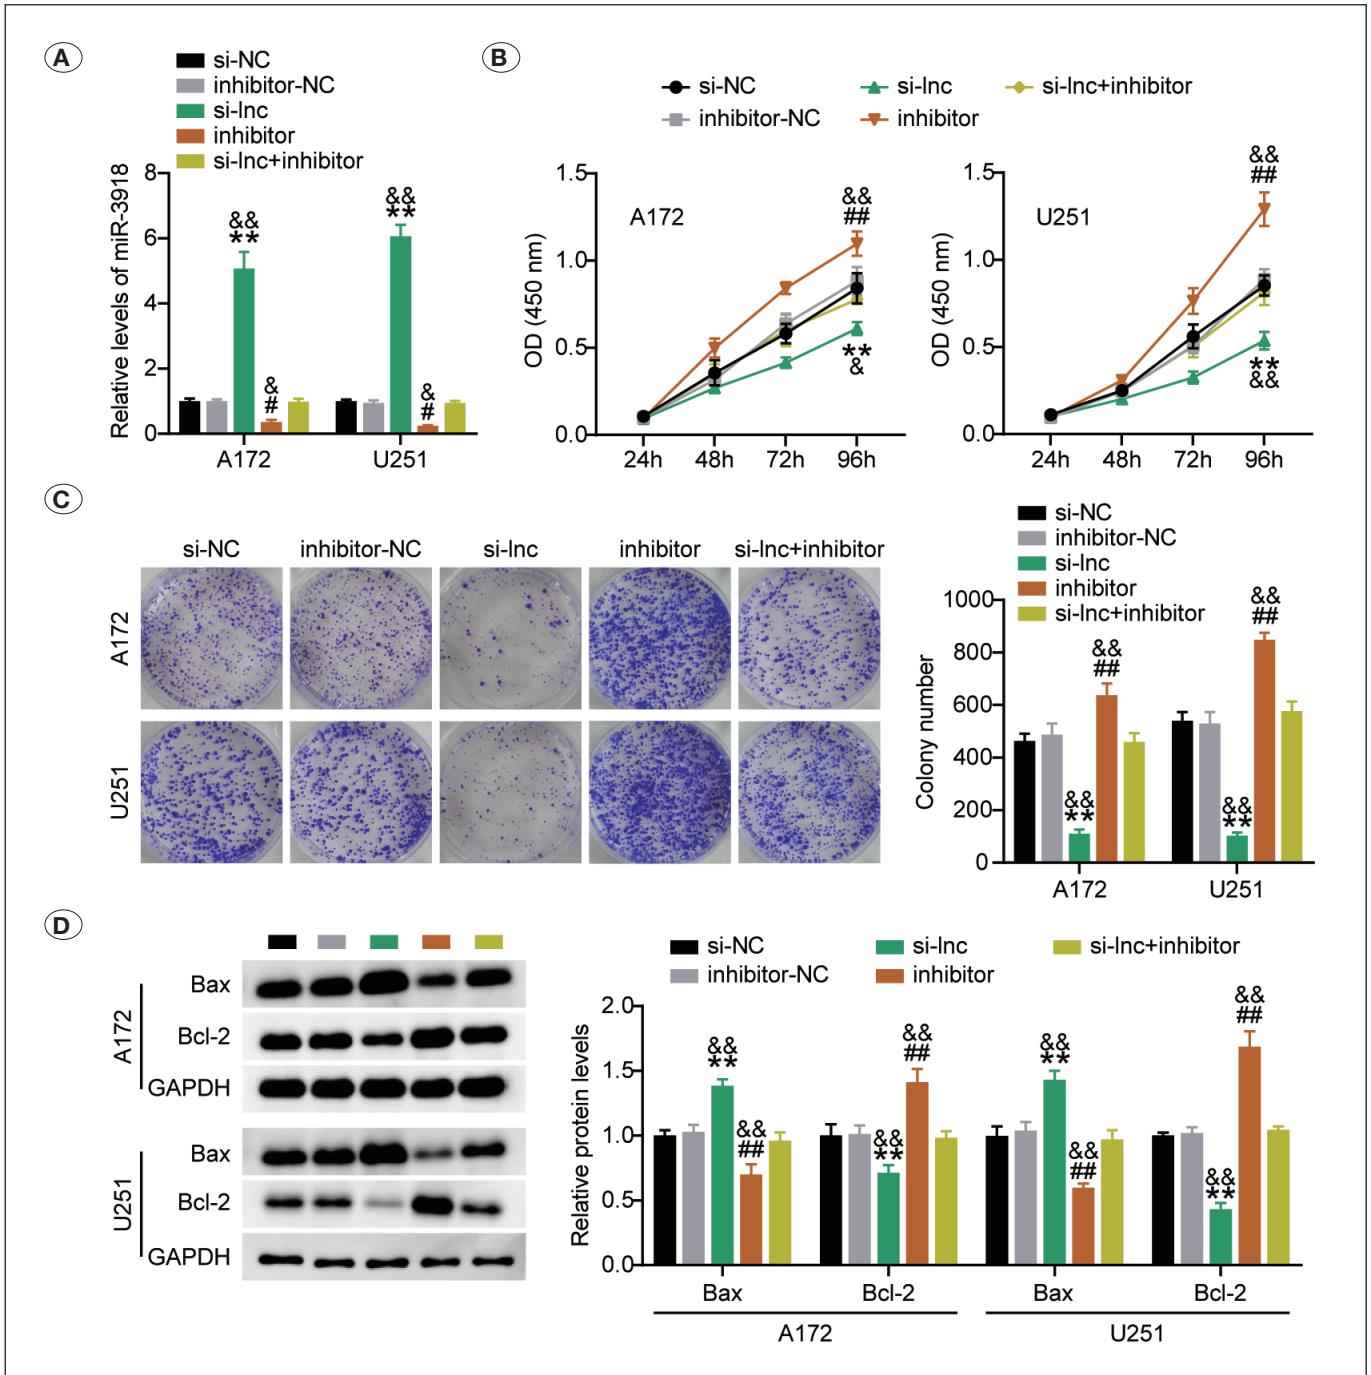 A
si-NC
inhibitor-NC
si-lnc
inhibitor
si-lnc+inhibitor
Relative levels of miR-3918
8
6
4
2
0
&&
**
&
#
&&
**
&
#
A172
U251
B
si-NC
si-lnc
si-lnc+inhibitor
inhibitor-NC
inhibitor
OD (450 nm)
1.5
1.0
0.5
0.0
A172
&&
##
**
&
24h 48h 72h 96h
OD (450 nm)
1.5
1.0
0.5
0.0
U251
&&
##
**
&&
24h 48h 72h 96h
C
si-NC inhibitor-NC si-lnc inhibitor si-lnc+inhibitor
A172
U251
si-NC
inhibitor-NC
si-lnc
inhibitor
si-lnc+inhibitor
Colony number
1000
800
600
400
200
0
&&
**
&&
##
&&
**
&&
##
A172
U251
D
A172
Bax
Bcl-2
GAPDH
U251
Bax
Bcl-2
GAPDH
si-NC
si-lnc
si-lnc+inhibitor
inhibitor-NC
inhibitor
Relative protein levels
2.0
1.5
1.0
0.5
0.0
&&
**
&&
##
&&
**
&&
##
&&
**
&&
##
&&
**
&&
##
Bax Bcl-2 Bax Bcl-2
A172 U251